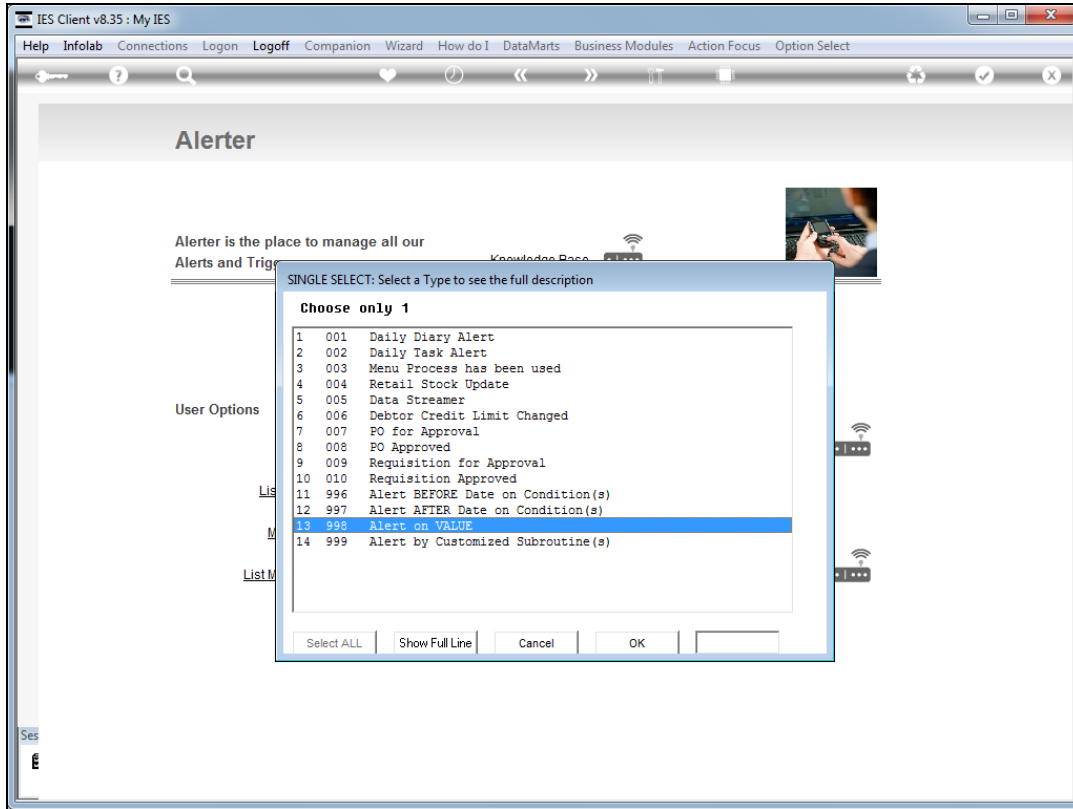 IES Client v8.35 : My IES
Help Infolab Connections Logon Logoff Companion Wizard How do I DataMarts Business Modules Action Focus Option Select
Alerter
Alerter is the place to manage all our
Alerts and Trigg
Knowledge Base
SINGLE SELECT: Select a Type to see the full description
Choose only 1
1 001 Daily Diary Alert
2 002 Daily Task Alert
3 003 Menu Process has been used
4 004 Retail Stock Update
5 005 Data Streamer
6 006 Debtor Credit Limit Changed
7 007 PO for Approval
8 008 PO Approved
9 009 Requisition for Approval
10 010 Requisition Approved
11 996 Alert BEFORE Date on Condition(s)
12 997 Alert AFTER Date on Condition(s)
13 998 Alert on VALUE
14 999 Alert by Customized Subroutine(s)
User Options
Lis
M
List M
Select ALL Show Full Line Cancel OK
Ses